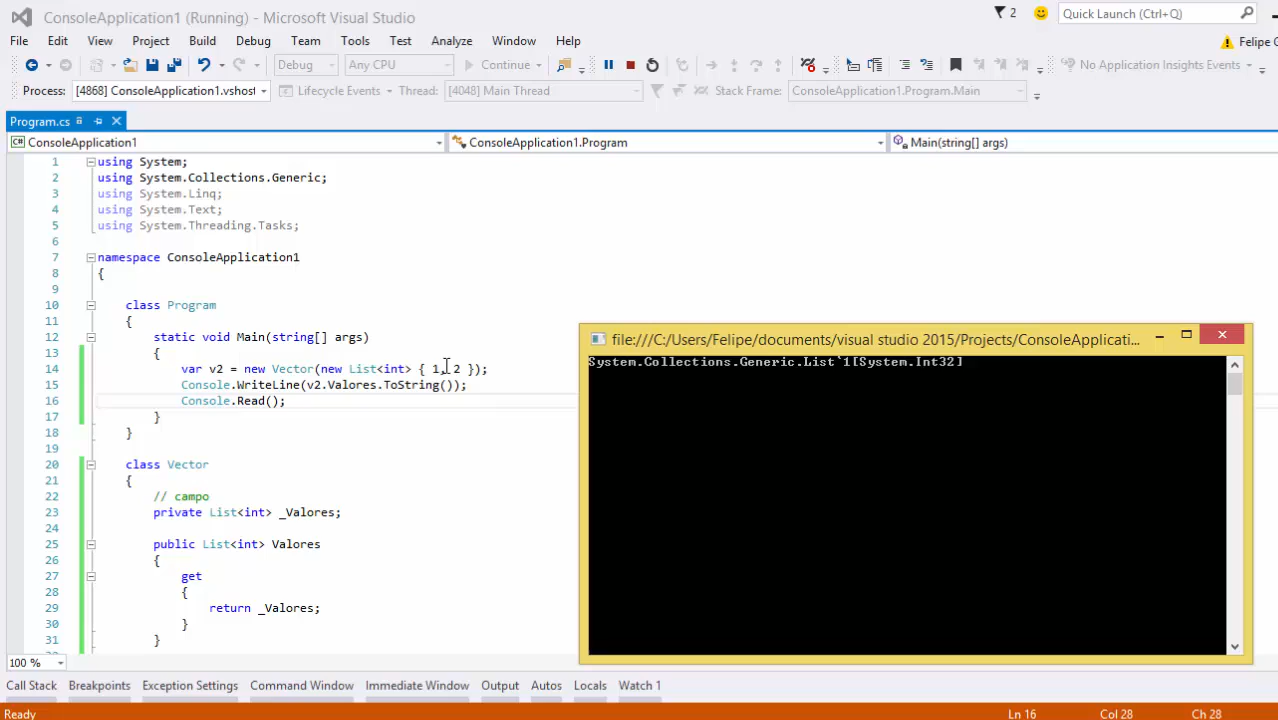 ConsoleApplication1 (Running) - Microsoft Visual Studio
2
Quick Launch (Ctrl+Q)
File Edit View Project Build Debug Team Tools Test Analyze Window Help
Felipe
Debug Any CPU Continue No Application Insights Events
Process: [4868] ConsoleApplication1.vshost Lifecycle Events Thread: [4048] Main Thread Stack Frame: ConsoleApplication1.Program.Main
Program.cs
C# ConsoleApplication1 ConsoleApplication1.Program Main(string[] args)
1 using System;
2 using System.Collections.Generic;
3 using System.Linq;
4 using System.Text;
5 using System.Threading.Tasks;
6
7 namespace ConsoleApplication1
8 {
9
10 class Program
11 {
12 static void Main(string[] args)
13 {
14 var v2 = new Vector(new List<int> { 1, 2 });
15 Console.WriteLine(v2.Valores.ToString());
16 Console.Read();
17 }
18 }
19
20 class Vector
21 {
22 // campo
23 private List<int> _Valores;
24
25 public List<int> Valores
26 {
27 get
28 {
29 return _Valores;
30 }
31 }
file:///C:/Users/Felipe/documents/visual studio 2015/Projects/ConsoleApplicati...
System.Collections.Generic.List`1[System.Int32]
100 %
Call Stack Breakpoints Exception Settings Command Window Immediate Window Output Autos Locals Watch 1
Ready Ln 16 Col 28 Ch 28